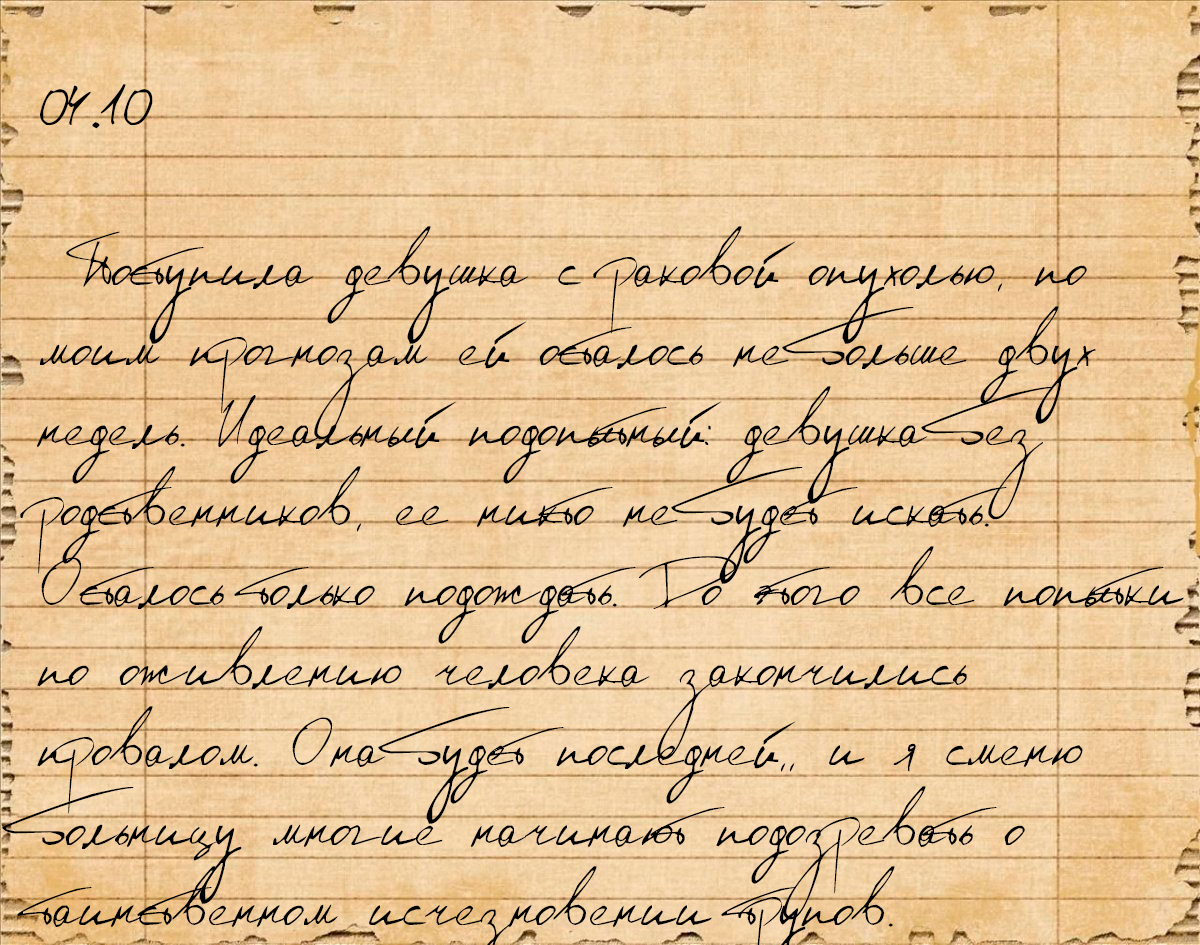 04.10
Поступила девушка с раковой опухолью, по
моим прогнозам ей осталось не больше двух
недель. Идеальный подопытный: девушка без
родственников, ее никто не будет искать.
Осталось только подождать. До этого все попытки
по оживлению человека закончились
провалом. Она будет последней,, и я сменю
больницу многие начинают подозревать о
таинственном исчезновении трупов.